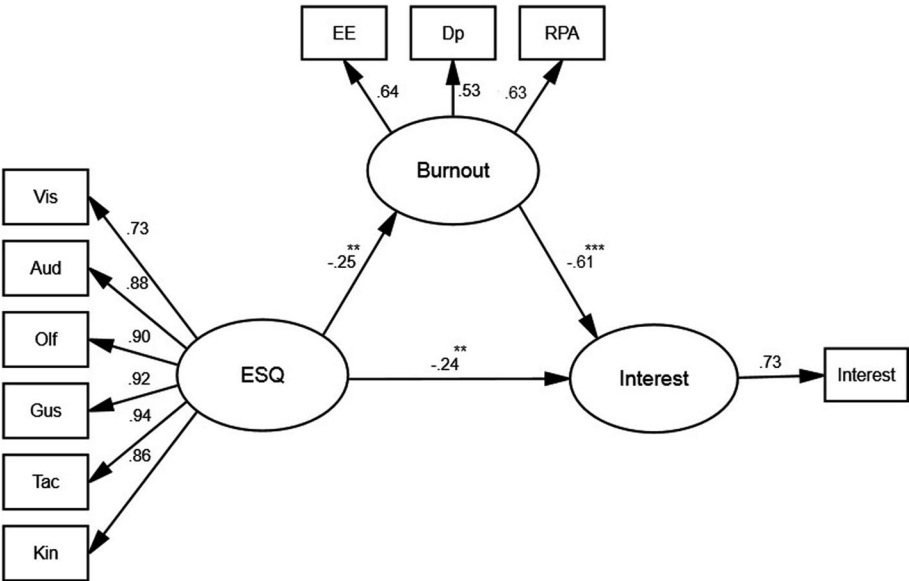 EE
Dp
RPA
.64
.53
.63
Burnout
Vis
.73
Aud
.88
-.25**
-.61***
Olf
.90
.92
ESQ
-.24**
Interest
.73
Interest
Gus
.94
.86
Tac
Kin